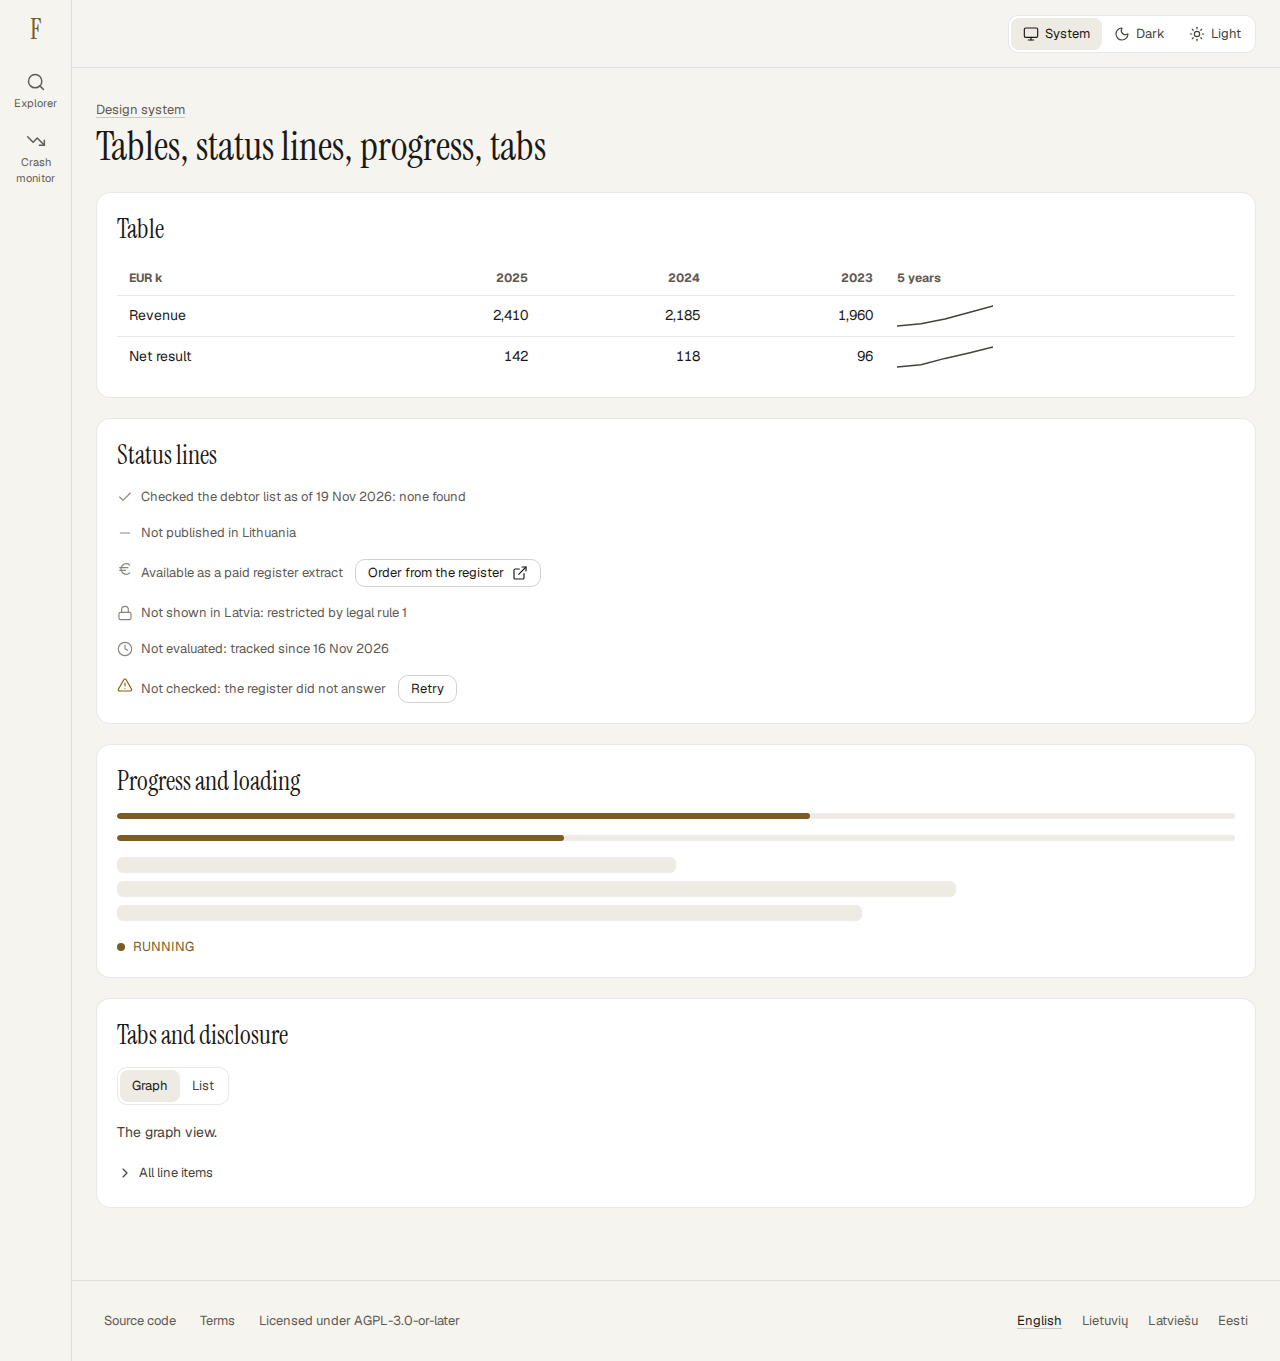 F
System Dark Light
Explorer
Crash
monitor
Design system
Tables, status lines, progress, tabs
Table
EUR k 2025 2024 2023 5 years
Revenue 2,410 2,185 1,960
Net result 142 118 96
Status lines
Checked the debtor list as of 19 Nov 2026: none found
Not published in Lithuania
€ Available as a paid register extract Order from the register
Not shown in Latvia: restricted by legal rule 1
Not evaluated: tracked since 16 Nov 2026
Not checked: the register did not answer Retry
Progress and loading
RUNNING
Tabs and disclosure
Graph List
The graph view.
All line items
Source code Terms Licensed under AGPL-3.0-or-later English Lietuvių Latviešu Eesti